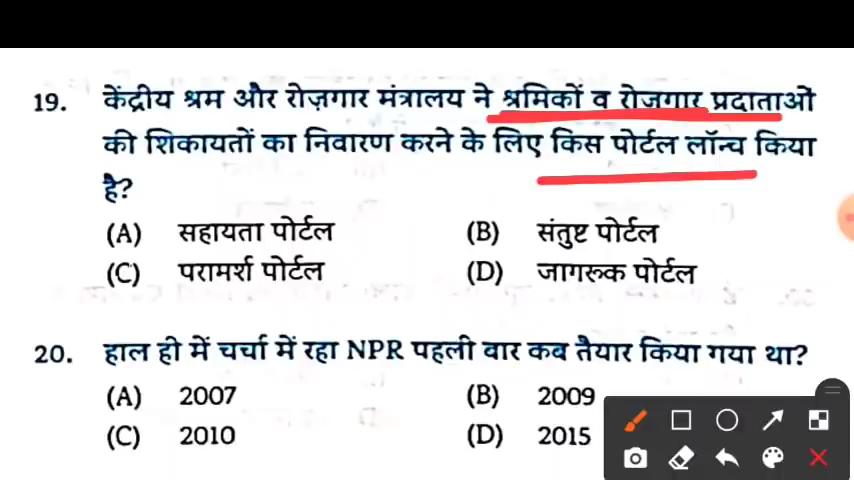 19. केंद्रीय श्रम और रोज़गार मंत्रालय ने श्रमिकों व रोजगार प्रदाताओं
की शिकायतों का निवारण करने के लिए किस पोर्टल लॉन्च किया
है?
(A) सहायता पोर्टल (B) संतुष्ट पोर्टल
(C) परामर्श पोर्टल (D) जागरूक पोर्टल
20. हाल ही में चर्चा में रहा NPR पहली बार कब तैयार किया गया था?
(A) 2007 (B) 2009
(C) 2010 (D) 2015